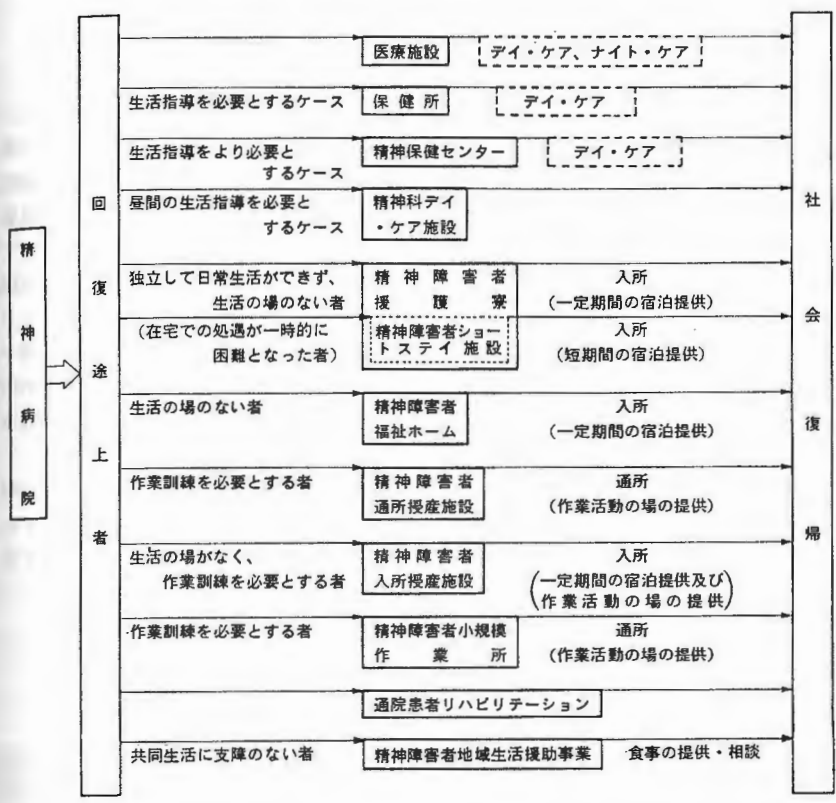 精神病院
回復途上者
医療施設 デイ・ケア、ナイト・ケア
生活指導を必要とするケース 保健所 デイ・ケア
生活指導をより必要と 精神保健センター デイ・ケア
するケース
昼間の生活指導を必要と 精神科デイ
するケース ・ケア施設
独立して日常生活ができず、 精神障害者 入所
生活の場のない者 援護寮 (一定期間の宿泊提供)
(在宅での処遇が一時的に 精神障害者ショー 入所
困難となった者) トステイ施設 (短期間の宿泊提供)
生活の場のない者 精神障害者 入所
福祉ホーム (一定期間の宿泊提供)
作業訓練を必要とする者 精神障害者 通所
通所授産施設 (作業活動の場の提供)
生活の場がなく、 精神障害者 入所
作業訓練を必要とする者 入所授産施設 (一定期間の宿泊提供及び
作業活動の場の提供)
作業訓練を必要とする者 精神障害者小規模 通所
作業所 (作業活動の場の提供)
通院患者リハビリテーション
共同生活に支障のない者 精神障害者地域生活援助事業 食事の提供・相談
社会復帰